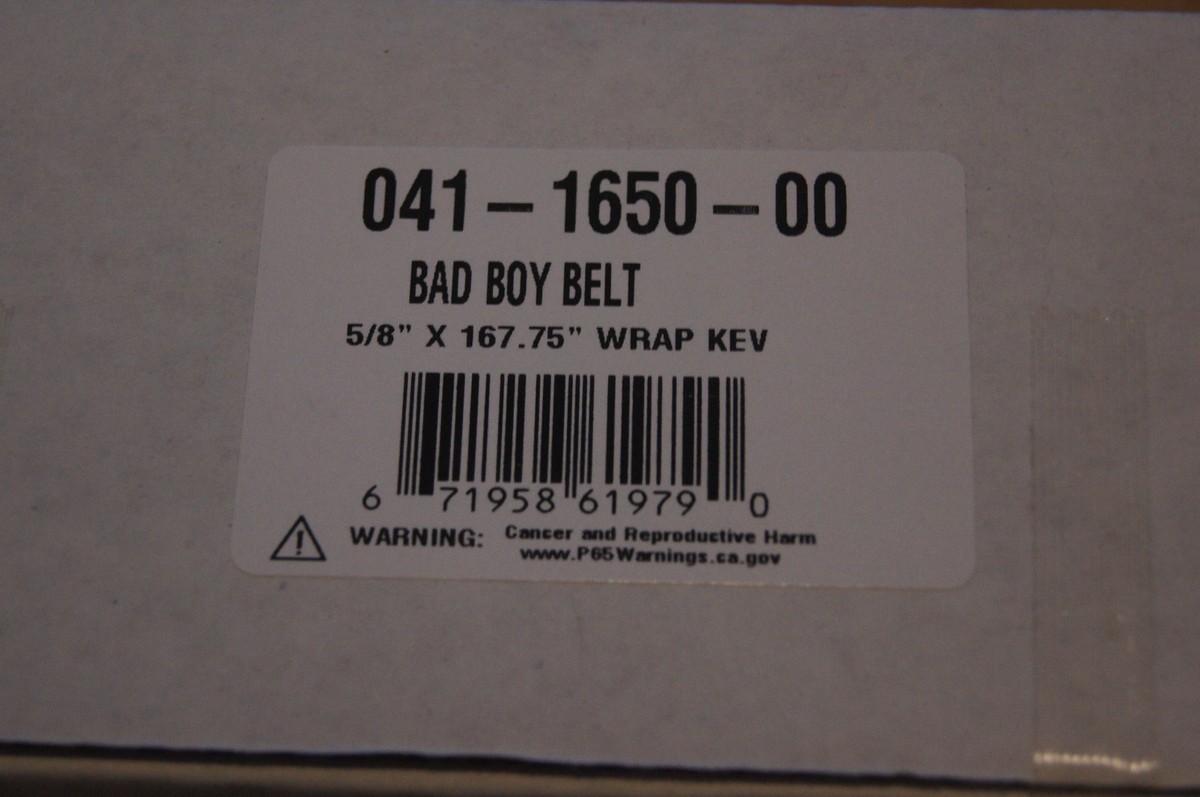 041-1650-00
BAD BOY BELT
5/8" X 167.75" WRAP KEV
6 71958 61979 0
WARNING: Cancer and Reproductive Harm
www.P65Warnings.ca.gov